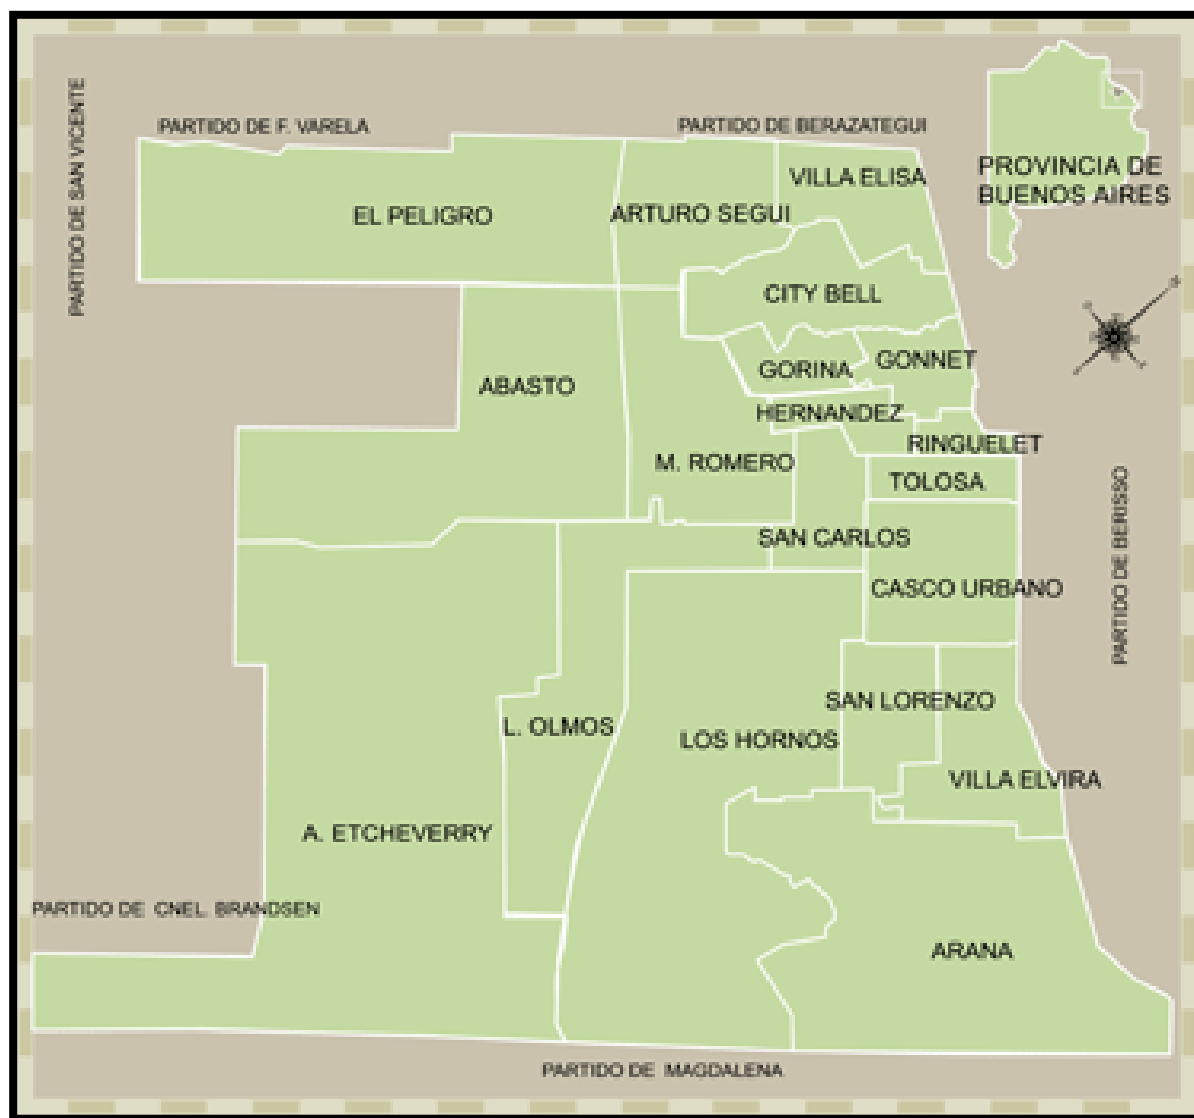 PARTIDO DE SAN VICENTE
PARTIDO DE F. VARELA
PARTIDO DE BERAZATEGUI
PROVINCIA DE
BUENOS AIRES
VILLA ELISA
EL PELIGRO
ARTURO SEGUI
CITY BELL
GORINA
GONNET
ABASTO
HERNANDEZ
RINGUELET
M. ROMERO
TOLOSA
SAN CARLOS
CASCO URBANO
PARTIDO DE BERISSO
SAN LORENZO
L. OLMOS
LOS HORNOS
VILLA ELVIRA
A. ETCHEVERRY
PARTIDO DE CNEL. BRANDSEN
ARANA
PARTIDO DE MAGDALENA